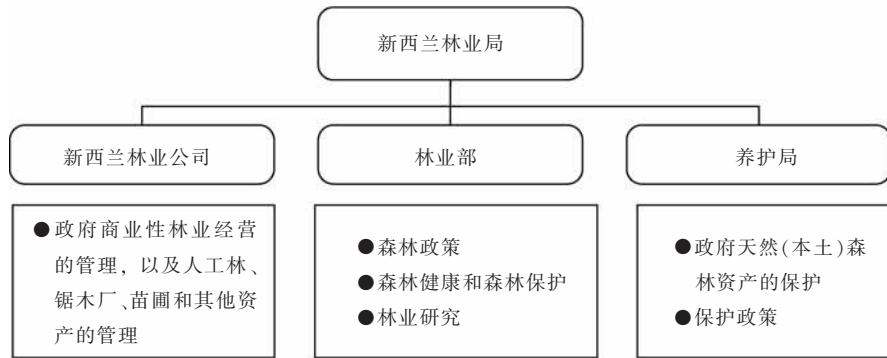 新西兰林业局
新西兰林业公司
林业部
养护局
●政府商业性林业经营
的管理，以及人工林、
锯木厂、苗圃和其他资
产的管理
●森林政策
●森林健康和森林保护
●林业研究
●政府天然(本土)森
林资产的保护
●保护政策